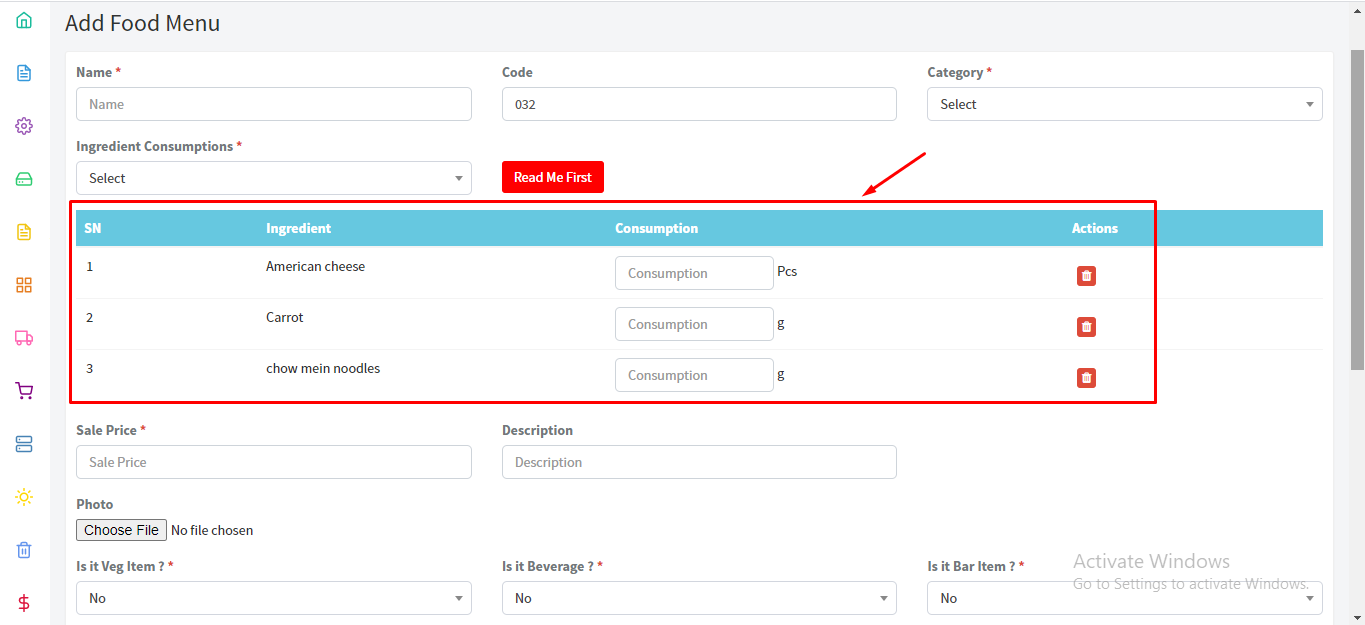 Add Food Menu
Name * Code Category *
Name 032 Select
Ingredient Consumptions *
Select Read Me First
SN Ingredient Consumption Actions
1 American cheese Consumption Pcs
2 Carrot Consumption g
3 chow mein noodles Consumption g
Sale Price * Description
Sale Price Description
Photo
Choose File No file chosen
Is it Veg Item ? * Is it Beverage ? * Is it Bar Item ? *
No No No
Activate Windows
Go to Settings to activate Windows.